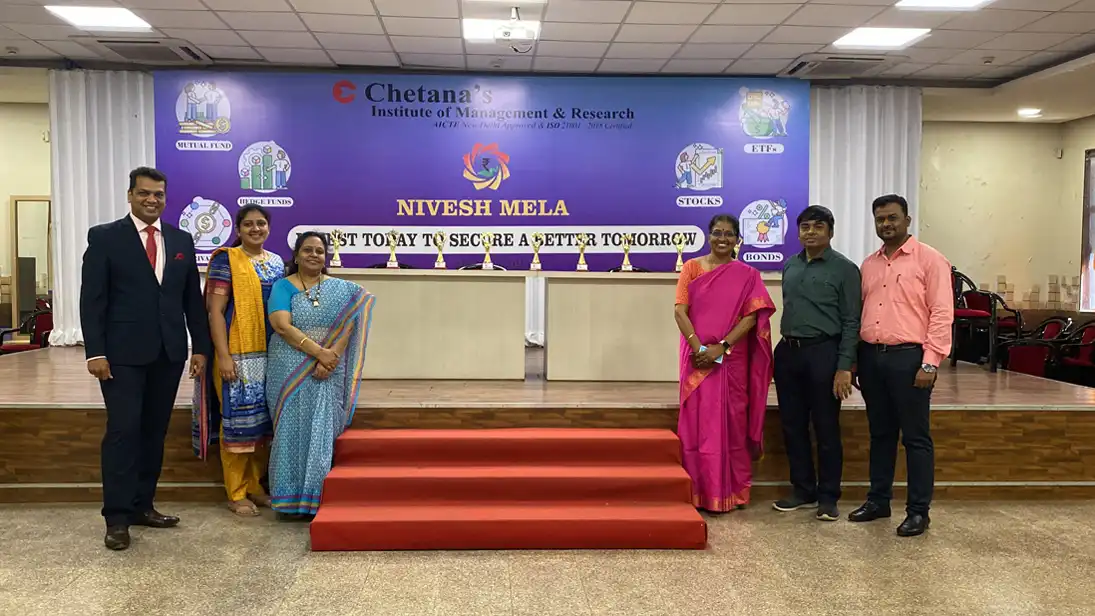 Chetana's
Institute of Management & Research
AICTE New Delhi Approved & ISO 21001 : 2018 Certified
MUTUAL FUND
ETFs
HEDGE FUNDS
STOCKS
NIVESH MELA
TODAY TO SECURE A BETTER TOMORROW
BONDS